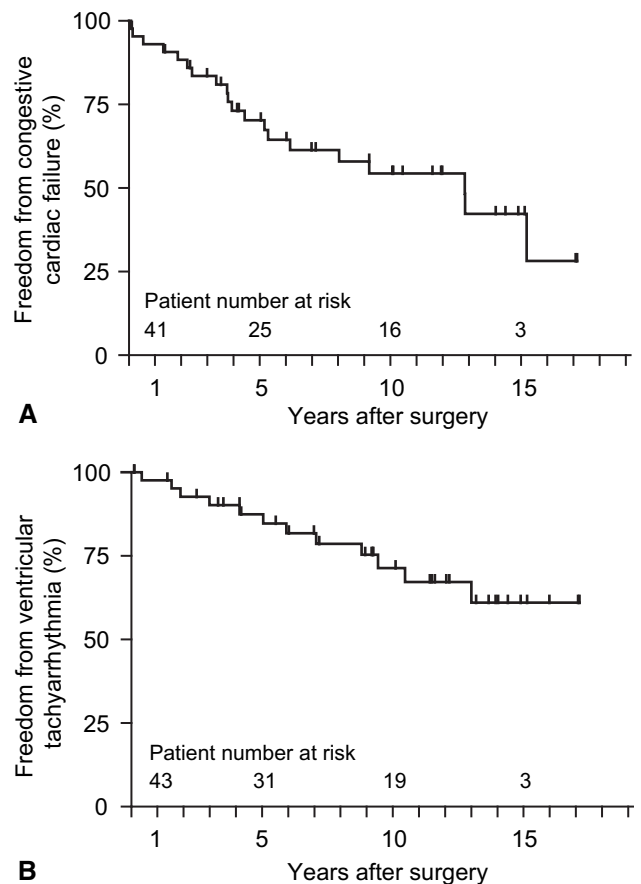 100
75
50
25
0
Freedom from congestive
cardiac failure (%)
Patient number at risk
41 25 16 3
1 5 10 15
Years after surgery
A
100
75
50
25
0
Freedom from ventricular
tachyarrhythmia (%)
Patient number at risk
43 31 19 3
1 5 10 15
Years after surgery
B